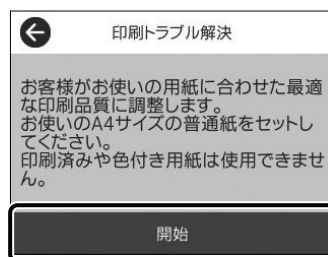 印刷トラブル解決
お客様がお使いの用紙に合わせた最適
な印刷品質に調整します。
お使いのA4サイズの普通紙をセットし
てください。
印刷済みや色付き用紙は使用できませ
ん。
開始